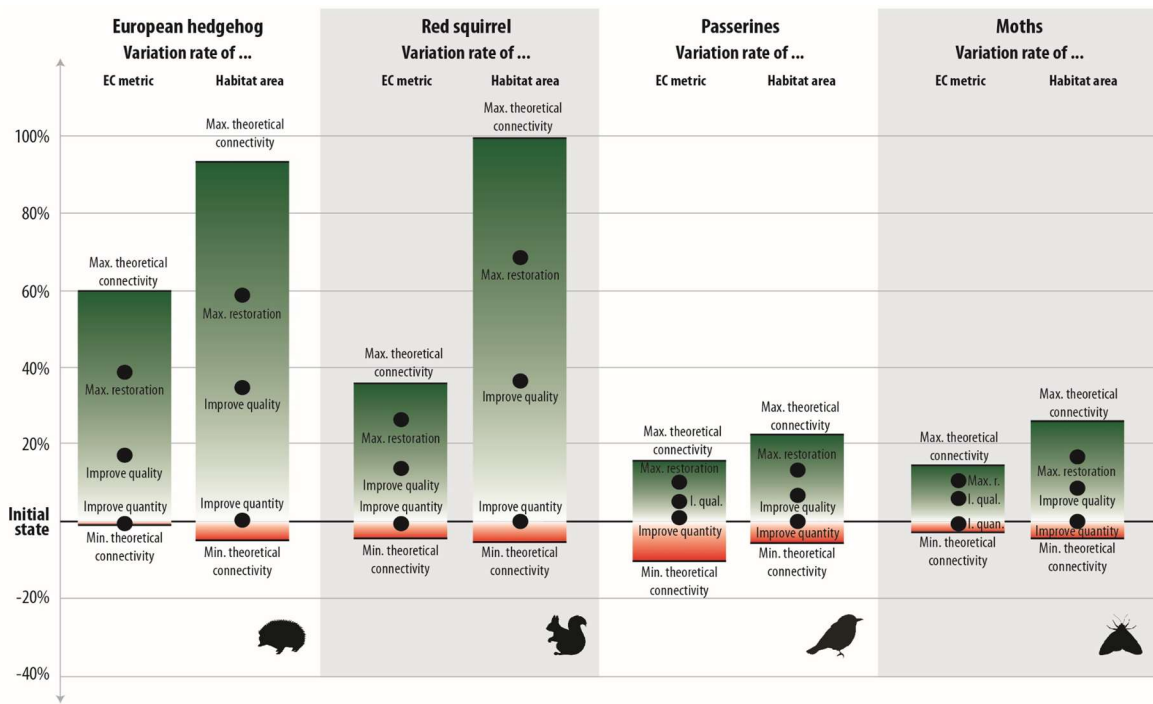 European hedgehog
Variation rate of ...
EC metric
Habitat area
Red squirrel
Variation rate of ...
EC metric
Habitat area
Passerines
Variation rate of ...
EC metric
Habitat area
Moths
Variation rate of ...
EC metric
Habitat area
100%
80%
60%
40%
20%
Initial
state
-20%
-40%
Max. theoretical
connectivity
Max. restoration
Improve quality
Improve quantity
Min. theoretical
connectivity
Max. theoretical
connectivity
Max. restoration
Improve quality
Improve quantity
Min. theoretical
connectivity
Max. theoretical
connectivity
Max. restoration
Improve quality
Improve quantity
Min. theoretical
connectivity
Max. theoretical
connectivity
Max. restoration
Improve quality
Improve quantity
Min. theoretical
connectivity
Max. theoretical
connectivity
Max. restoration
I. qual.
Improve quantity
Min. theoretical
connectivity
Max. theoretical
connectivity
Max. restoration
Improve quality
Improve quantity
Min. theoretical
connectivity
Max. theoretical
connectivity
Max. r.
I. qual.
I. quan.
Min. theoretical
connectivity
Max. theoretical
connectivity
Max. restoration
Improve quality
Improve quantity
Min. theoretical
connectivity